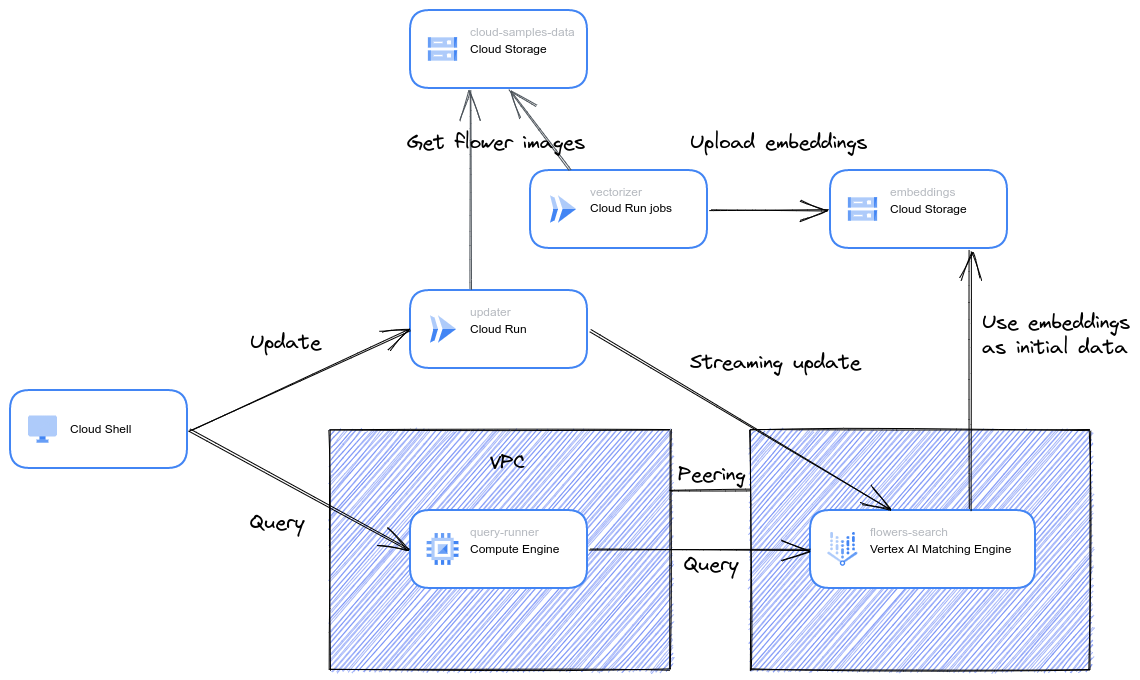 cloud-samples-data
Cloud Storage
Get flower images
Upload embeddings
vectorizer
Cloud Run jobs
embeddings
Cloud Storage
updater
Cloud Run
Update
Use embeddings
as initial data
Streaming update
Cloud Shell
VPC
Peering
Query
query-runner
Compute Engine
flowers-search
Vertex AI Matching Engine
Query